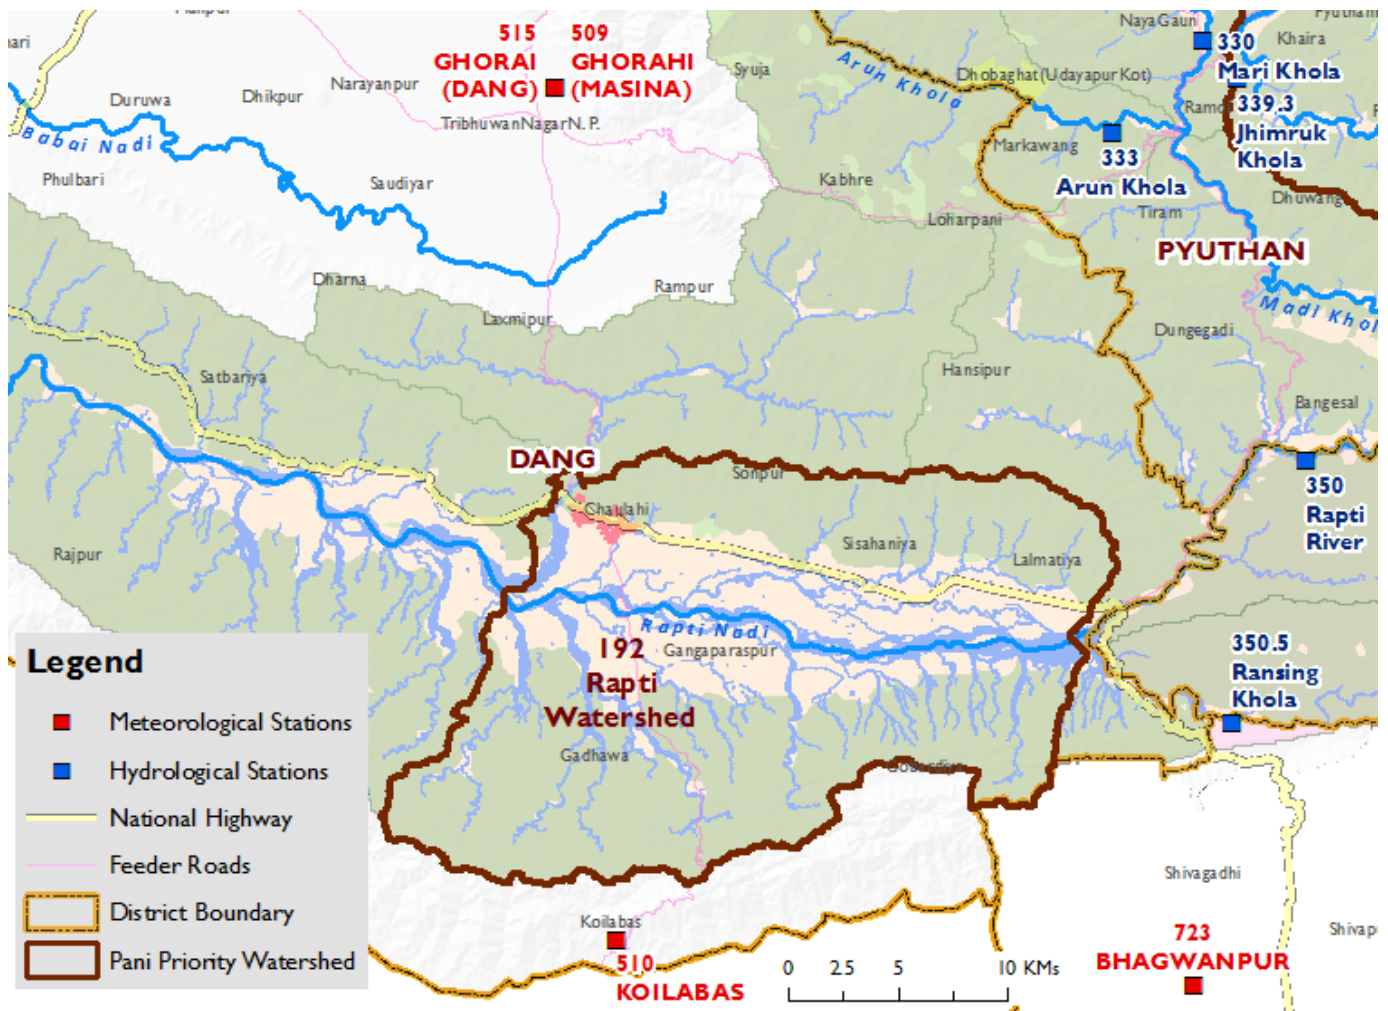 Naya Gaun
Khaira
515
509
GHORAI
(DANG)
GHORAHI
(MASINA)
330
Mari Khola
Syuja
Arun Khola
Dhobaghat(Udayapur Kot)
Narayanpur
Duruwa
Dhikpur
TribhuwanNagar N. P.
339.3
Jhimruk
Khola
Babai Nadi
Markawang
333
Arun Khola
Phulbari
Saudiyar
Kabhre
Dhuwang
Tiram
Loharpani
PYUTHAN
Dharna
Rampur
Laxmipur
Madi Khol
Dungegadi
Satbariya
Hansipur
Bangesal
DANG
Sonpur
350
Rapti
River
Chaulahi
Sisahaniya
Lalmatiya
Rajpur
Rapti Nadi
192
Rapti
Watershed
Gangaparaspur
350.5
Ransing
Khola
Gadhawa
Legend
Meteorological Stations
Hydrological Stations
National Highway
Feeder Roads
District Boundary
Pani Priority Watershed
Shivagadhi
Koilabas
510
KOILABAS
0 2.5 5 10 KMs
723
BHAGWANPUR
Shivap